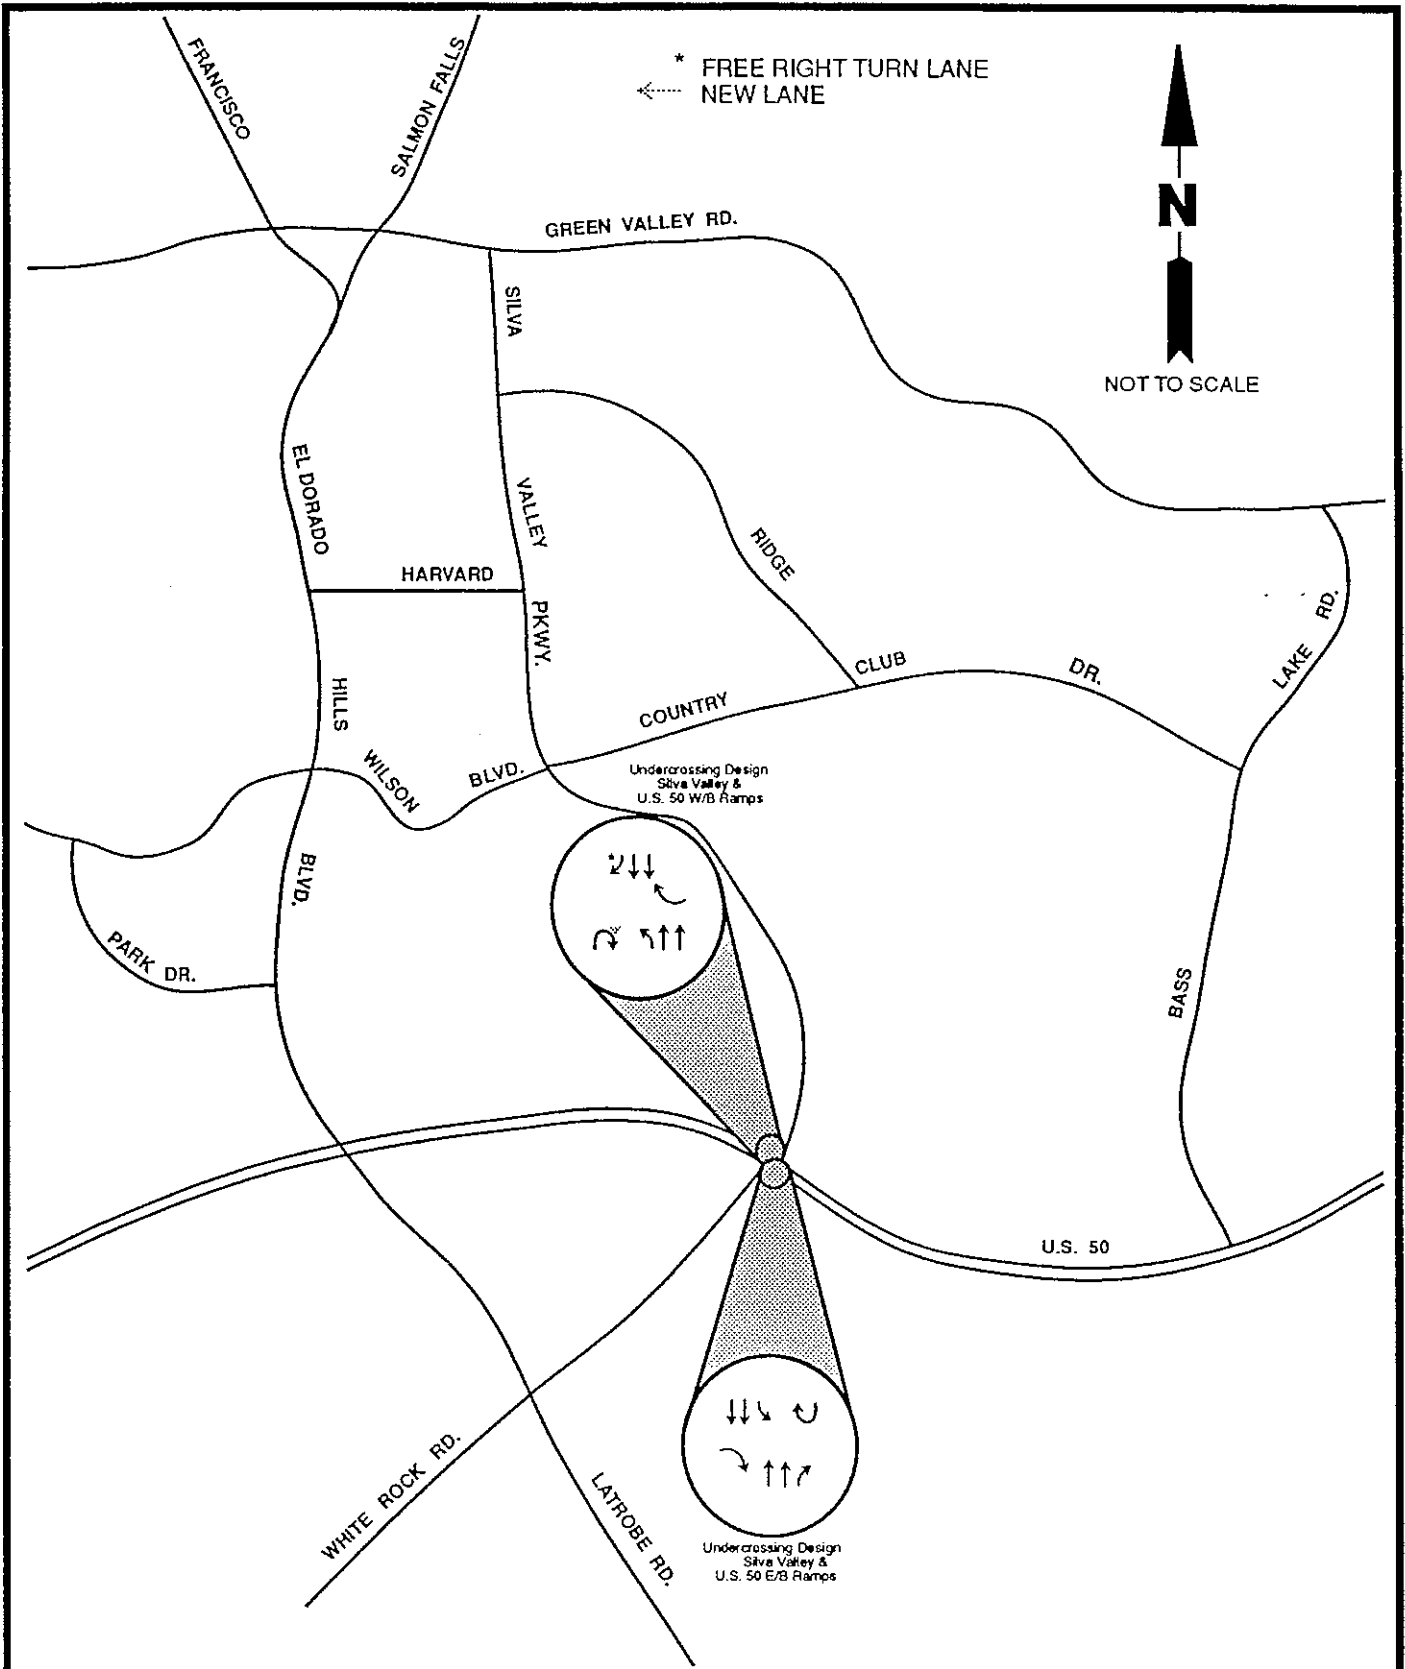 * FREE RIGHT TURN LANE
NEW LANE
FRANCISCO
SALMON FALLS
N
NOT TO SCALE
GREEN VALLEY RD.
SILVA
VALLEY
PKWY.
EL DORADO
HILLS
BLVD.
HARVARD
RIDGE
COUNTRY
CLUB
DR.
LAKE
RD.
BASS
WILSON
BLVD.
PARK DR.
Undercrossing Design
Silva Valley &
U.S. 50 W/B Ramps
*
U.S. 50
WHITE ROCK RD.
LATROBE RD.
Undercrossing Design
Silva Valley &
U.S. 50 E/B Ramps